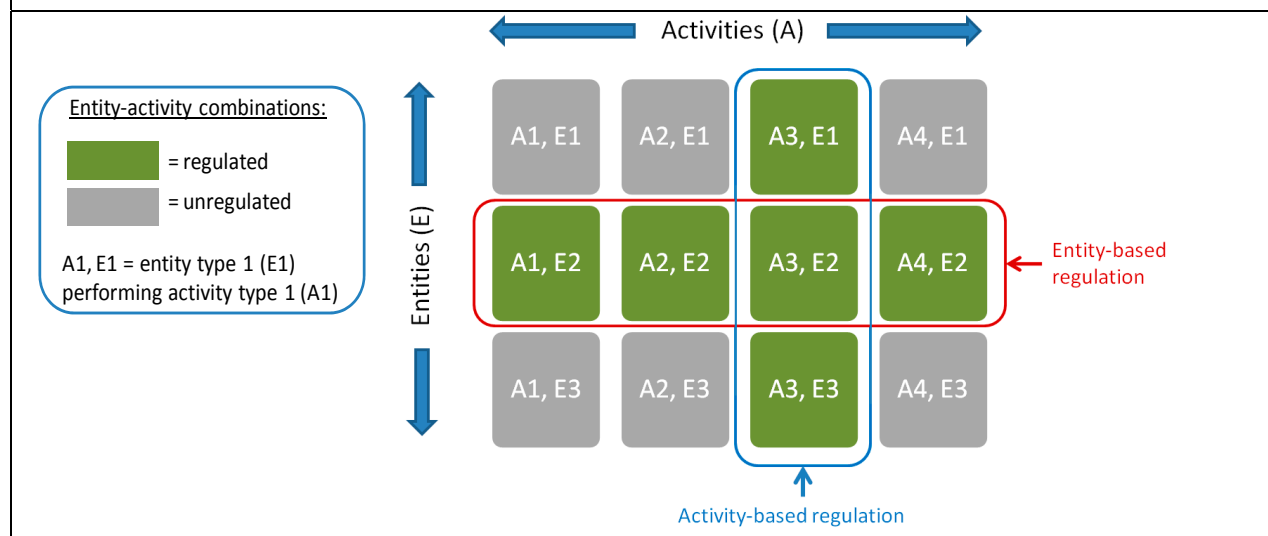 Activities (A)
Entity-activity combinations:
= regulated
= unregulated
A1, E1 = entity type 1 (E1)
performing activity type 1 (A1)
Entities (E)
A1, E1
A2, E1
A3, E1
A4, E1
A1, E2
A2, E2
A3, E2
A4, E2
Entity-based
regulation
A1, E3
A2, E3
A3, E3
A4, E3
Activity-based regulation